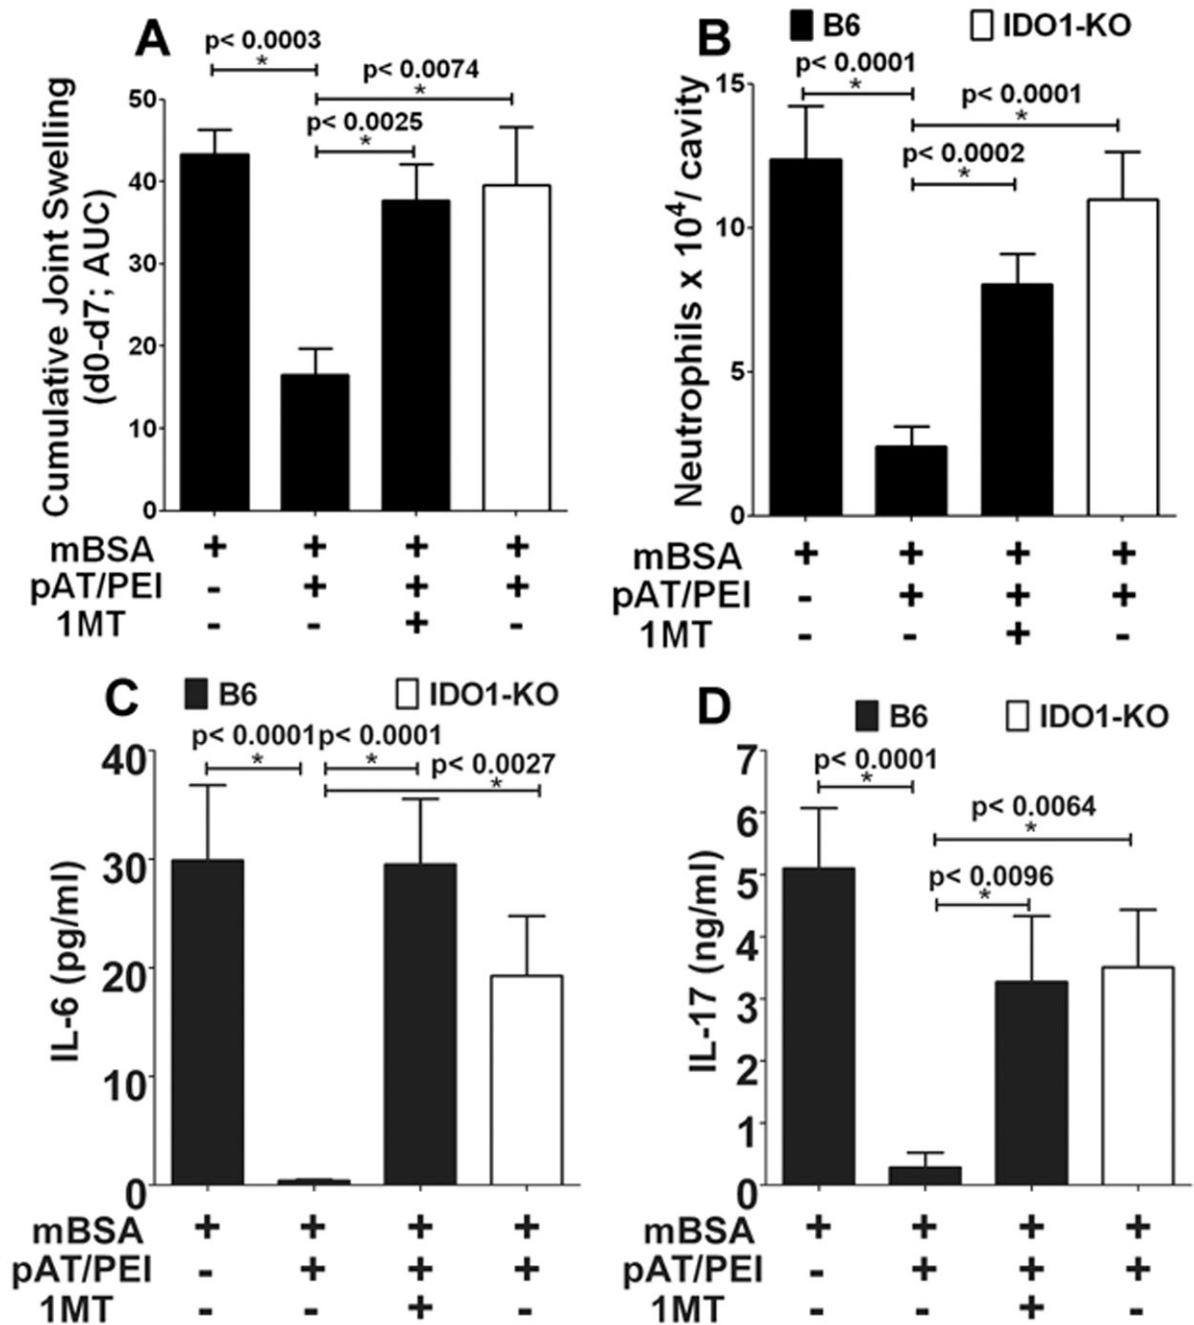 A
p< 0.0003
*
p< 0.0074
*
p< 0.0025
*
Cumulative Joint Swelling
(d0-d7; AUC)
50
40
30
20
10
0
mBSA + + + +
pAT/PEI - + + +
1MT - - + -
B
B6 IDO1-KO
p< 0.0001
*
p< 0.0001
*
p< 0.0002
*
Neutrophils x 10⁴/ cavity
15
10
5
0
mBSA + + + +
pAT/PEI - + + +
1MT - - + -
C
B6 IDO1-KO
p< 0.0001 p< 0.0001
* *
p< 0.0027
*
IL-6 (pg/ml)
40
30
20
10
0
mBSA + + + +
pAT/PEI - + + +
1MT - - + -
D
B6 IDO1-KO
p< 0.0001
*
p< 0.0064
*
p< 0.0096
*
IL-17 (ng/ml)
7
6
5
4
3
2
1
0
mBSA + + + +
pAT/PEI - + + +
1MT - - + -